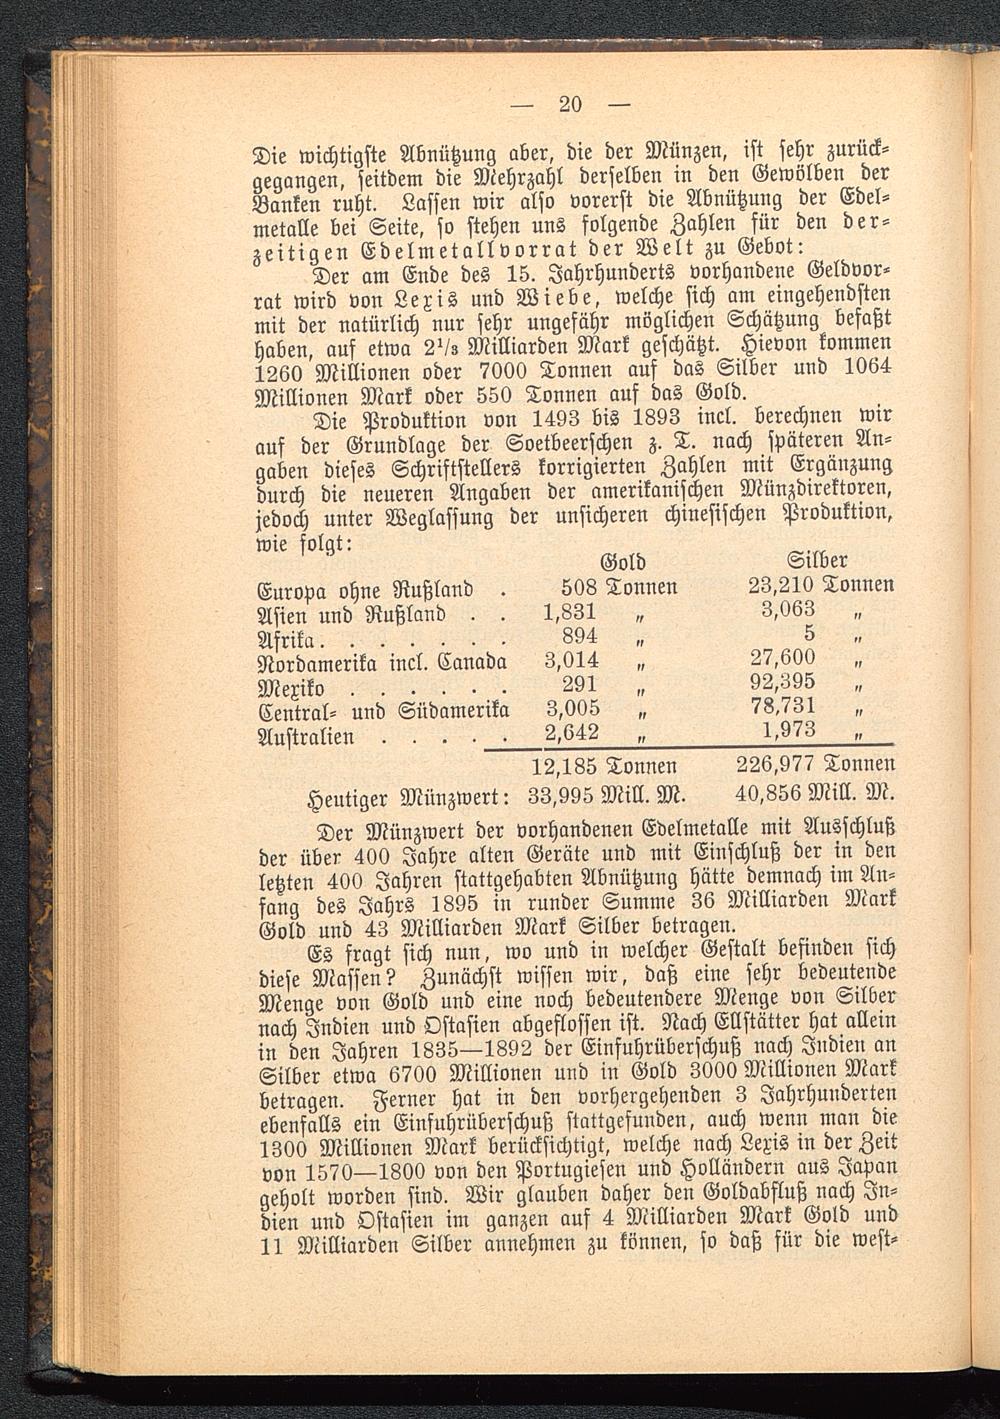 — 20 —
Die wichtigste Abnützung aber, die der Münzen, ist sehr zurück-
gegangen, seitdem die Mehrzahl derselben in den Gewölben der
Banken ruht. Lassen wir also vorerst die Abnützung der Edel-
metalle bei Seite, so stehen uns folgende Zahlen für den der-
zeitigen Edelmetallvorrat der Welt zu Gebot:
Der am Ende des 15. Jahrhunderts vorhandene Geldvor-
rat wird von Lexis und Wiebe, welche sich am eingehendsten
mit der natürlich nur sehr ungefähr möglichen Schätzung befaßt
haben, auf etwa 2¹/₃ Milliarden Mark geschätzt. Hievon kommen
1260 Millionen oder 7000 Tonnen auf das Silber und 1064
Millionen Mark oder 550 Tonnen auf das Gold.
Die Produktion von 1493 bis 1893 incl. berechnen wir
auf der Grundlage der Soetbeerschen z. T. nach späteren An-
gaben dieses Schriftstellers korrigierten Zahlen mit Ergänzung
durch die neueren Angaben der amerikanischen Münzdirektoren,
jedoch unter Weglassung der unsicheren chinesischen Produktion,
wie folgt:
Gold Silber
Europa ohne Rußland . 508 Tonnen 23,210 Tonnen
Asien und Rußland . . 1,831 „ 3,063 „
Afrika . . . . . . . 894 „ 5 „
Nordamerika incl. Canada 3,014 „ 27,600 „
Mexiko . . . . . . 291 „ 92,395 „
Central- und Südamerika 3,005 „ 78,731 „
Australien . . . . . 2,642 „ 1,973 „
12,185 Tonnen 226,977 Tonnen
Heutiger Münzwert: 33,995 Mill. M. 40,856 Mill. M.
Der Münzwert der vorhandenen Edelmetalle mit Ausschluß
der über 400 Jahre alten Geräte und mit Einschluß der in den
letzten 400 Jahren stattgehabten Abnützung hätte demnach im An-
fang des Jahrs 1895 in runder Summe 36 Milliarden Mark
Gold und 43 Milliarden Mark Silber betragen.
Es fragt sich nun, wo und in welcher Gestalt befinden sich
diese Massen? Zunächst wissen wir, daß eine sehr bedeutende
Menge von Gold und eine noch bedeutendere Menge von Silber
nach Indien und Ostasien abgeflossen ist. Nach Ellstätter hat allein
in den Jahren 1835—1892 der Einfuhrüberschuß nach Indien an
Silber etwa 6700 Millionen und in Gold 3000 Millionen Mark
betragen. Ferner hat in den vorhergehenden 3 Jahrhunderten
ebenfalls ein Einfuhrüberschuß stattgefunden, auch wenn man die
1300 Millionen Mark berücksichtigt, welche nach Lexis in der Zeit
von 1570—1800 von den Portugiesen und Holländern aus Japan
geholt worden sind. Wir glauben daher den Goldabfluß nach In-
dien und Ostasien im ganzen auf 4 Milliarden Mark Gold und
11 Milliarden Silber annehmen zu können, so daß für die west-